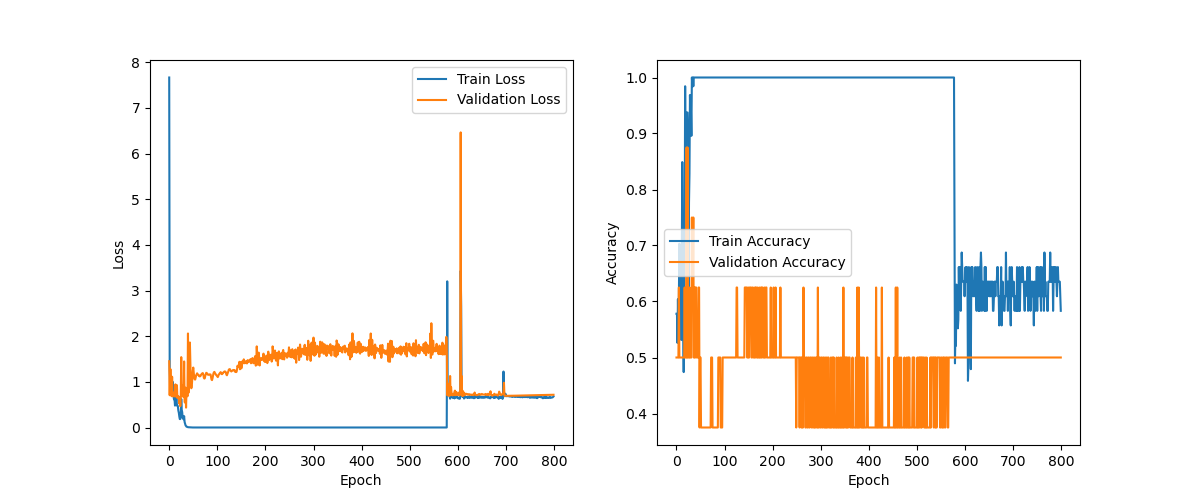 8
7
6
5
4
3
2
1
0
Loss
Train Loss
Validation Loss
0 100 200 300 400 500 600 700 800
Epoch
1.0
0.9
0.8
0.7
0.6
0.5
0.4
Accuracy
Train Accuracy
Validation Accuracy
0 100 200 300 400 500 600 700 800
Epoch